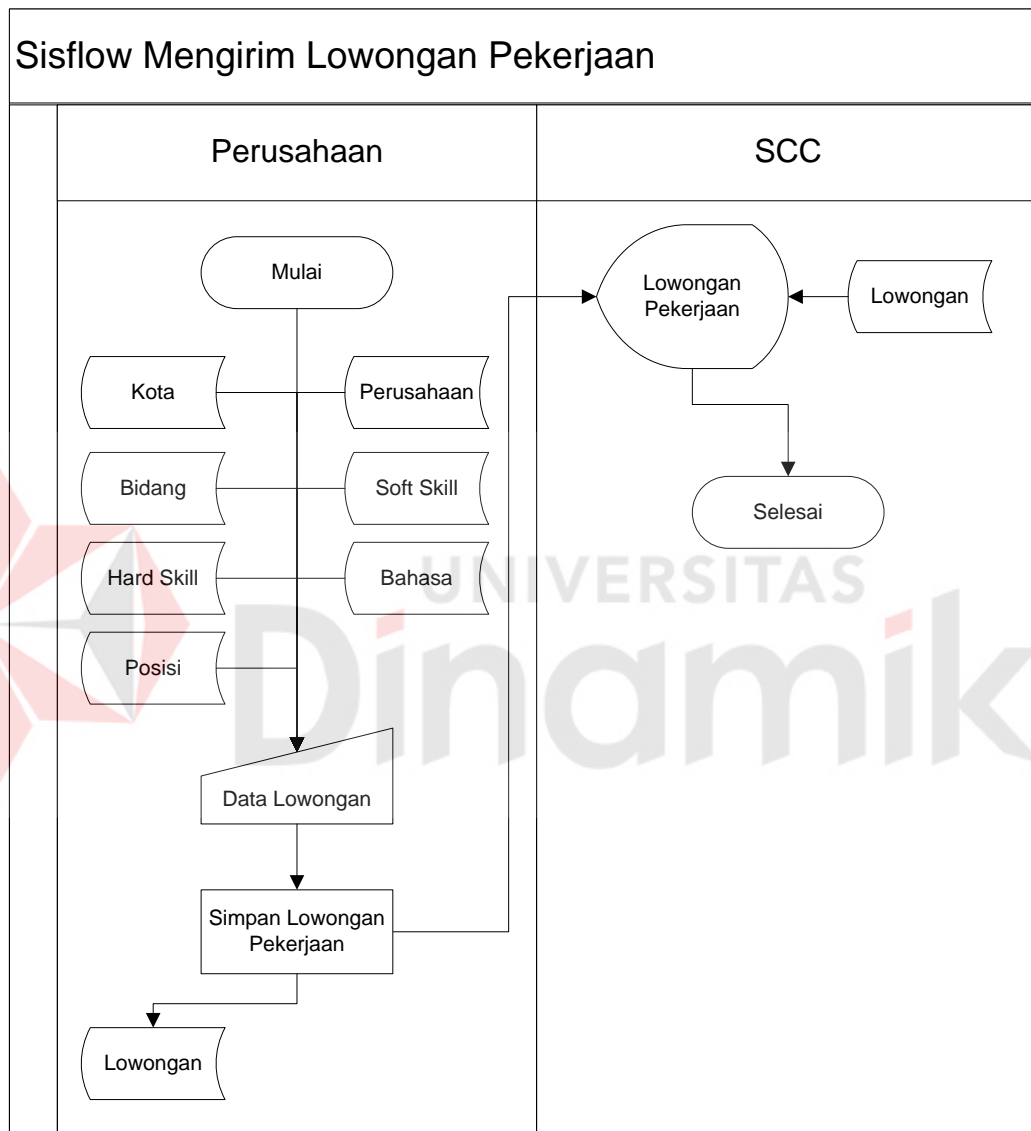 Sisflow Mengirim Lowongan Pekerjaan
Perusahaan
SCC
Mulai
Kota
Perusahaan
Bidang
Soft Skill
Hard Skill
Bahasa
Posisi
Data Lowongan
Simpan Lowongan
Pekerjaan
Lowongan
Lowongan
Pekerjaan
Lowongan
Selesai
UNIVERSITAS
Dinamik